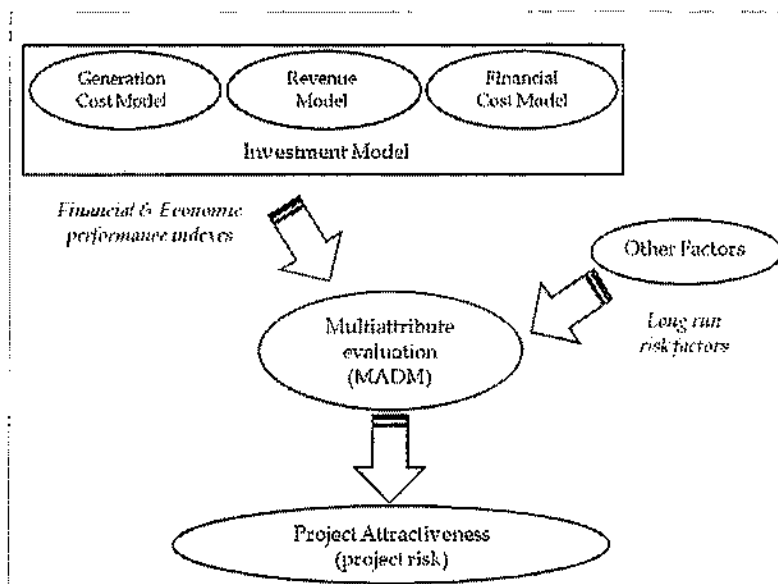 Generation
Cost Model
Revenue
Model
Financial
Cost Model
Investment Model
Financial & Economic
performance indexes
Other Factors
Long run
risk factors
Multiattribute
evaluation
(MADM)
Project Attractiveness
(project risk)